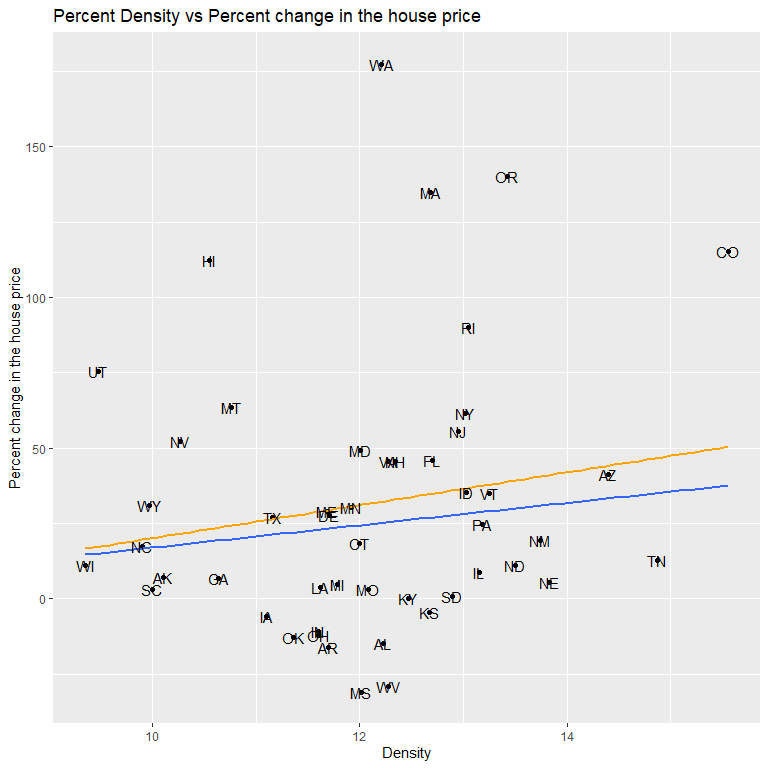 Percent Density vs Percent change in the house price
Percent change in the house price
150
100
50
0
WA
OR
MA
CO
HI
RI
UT
MT
NY
NJ
NV
MD
FL
AZ
ID
VT
WY
TX
ME
MN
DE
PA
NC
CT
NM
WI
TN
ND
IL
AK
GA
NE
MI
LA
SC
MO
KY
SD
KS
IA
IN
OH
OK
AR
AL
WV
MS
10
12
14
Density